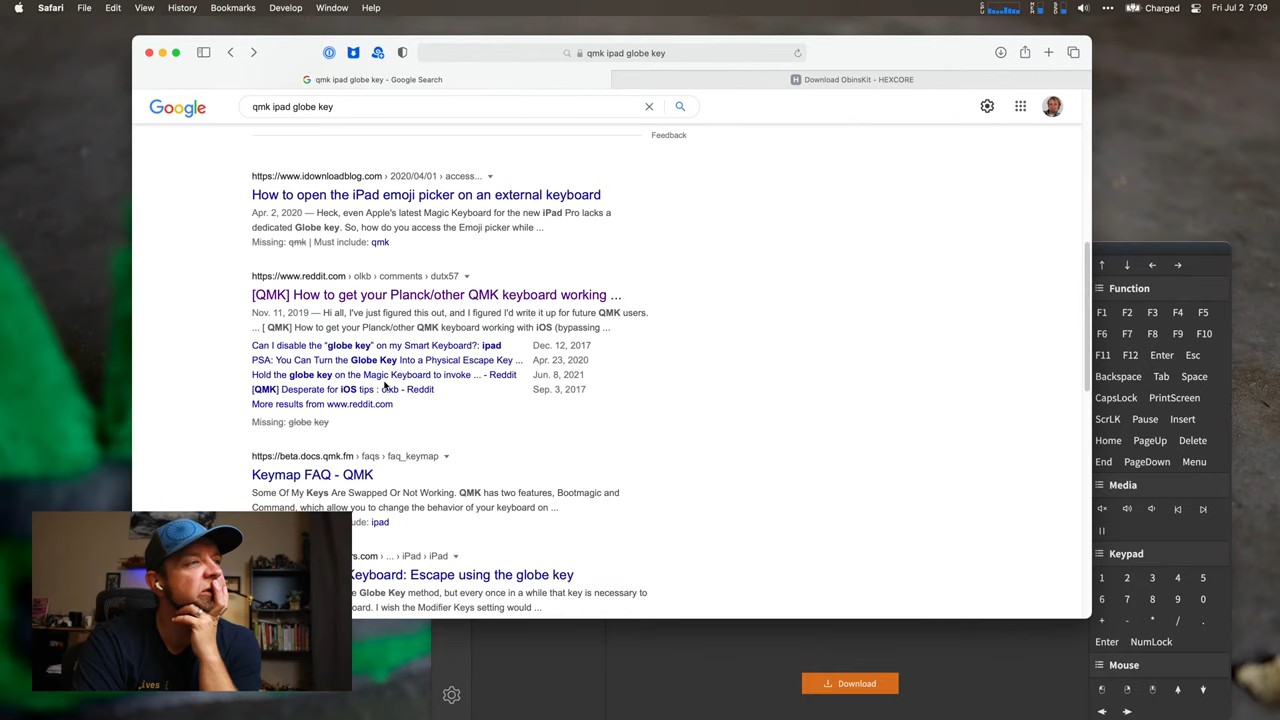 Safari File Edit View History Bookmarks Develop Window Help
Charged Fri Jul 2 7:09
qmk ipad globe key
qmk ipad globe key - Google Search
Download ObinsKit - HEXCORE
Google
qmk ipad globe key
Feedback
https://www.idownloadblog.com › 2020/04/01 › access...
How to open the iPad emoji picker on an external keyboard
Apr. 2, 2020 — Heck, even Apple's latest Magic Keyboard for the new iPad Pro lacks a
dedicated Globe key. So, how do you access the Emoji picker while ...
Missing: qmk | Must include: qmk
https://www.reddit.com › olkb › comments › dutx57
[QMK] How to get your Planck/other QMK keyboard working ...
Nov. 11, 2019 — Hi all, I've just figured this out, and I figured I'd write it up for future QMK users.
... [ QMK] How to get your Planck/other QMK keyboard working with iOS (bypassing ...
Can I disable the “globe key” on my Smart Keyboard?: ipad Dec. 12, 2017
PSA: You Can Turn the Globe Key Into a Physical Escape Key ... Apr. 23, 2020
Hold the globe key on the Magic Keyboard to invoke ... - Reddit Jun. 8, 2021
[QMK] Desperate for iOS tips : olkb - Reddit Sep. 3, 2017
More results from www.reddit.com
Missing: globe key
https://beta.docs.qmk.fm › faqs › faq_keymap
Keymap FAQ - QMK
Some Of My Keys Are Swapped Or Not Working. QMK has two features, Bootmagic and
Command, which allow you to change the behavior of your keyboard on ...
ude: ipad
rs.com › ... › iPad › iPad
Keyboard: Escape using the globe key
e Globe Key method, but every once in a while that key is necessary to
oard. I wish the Modifier Keys setting would ...
Download
↑ ↓ ← →
Function
F1 F2 F3 F4 F5
F6 F7 F8 F9 F10
F11 F12 Enter Esc
Backspace Tab Space
CapsLock PrintScreen
ScrLK Pause Insert
Home PageUp Delete
End PageDown Menu
Media
Keypad
1 2 3 4 5
6 7 8 9 0
+ - * / .
Enter NumLock
Mouse